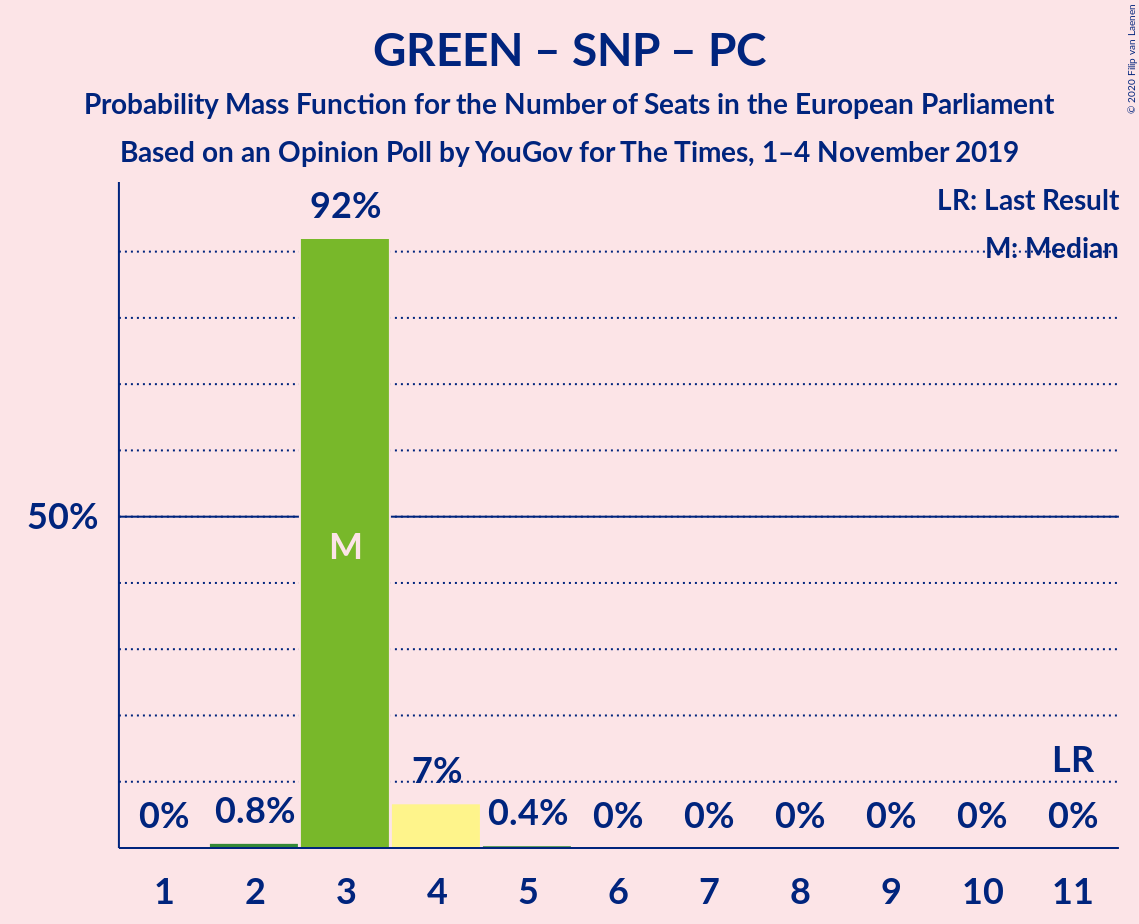 GREEN – SNP – PC
Probability Mass Function for the Number of Seats in the European Parliament
Based on an Opinion Poll by YouGov for The Times, 1–4 November 2019
© 2020 Filip van Laenen
LR: Last Result
M: Median
92%
50%
M
LR
7%
0% 0.8% 0.4% 0% 0% 0% 0% 0% 0%
1 2 3 4 5 6 7 8 9 10 11